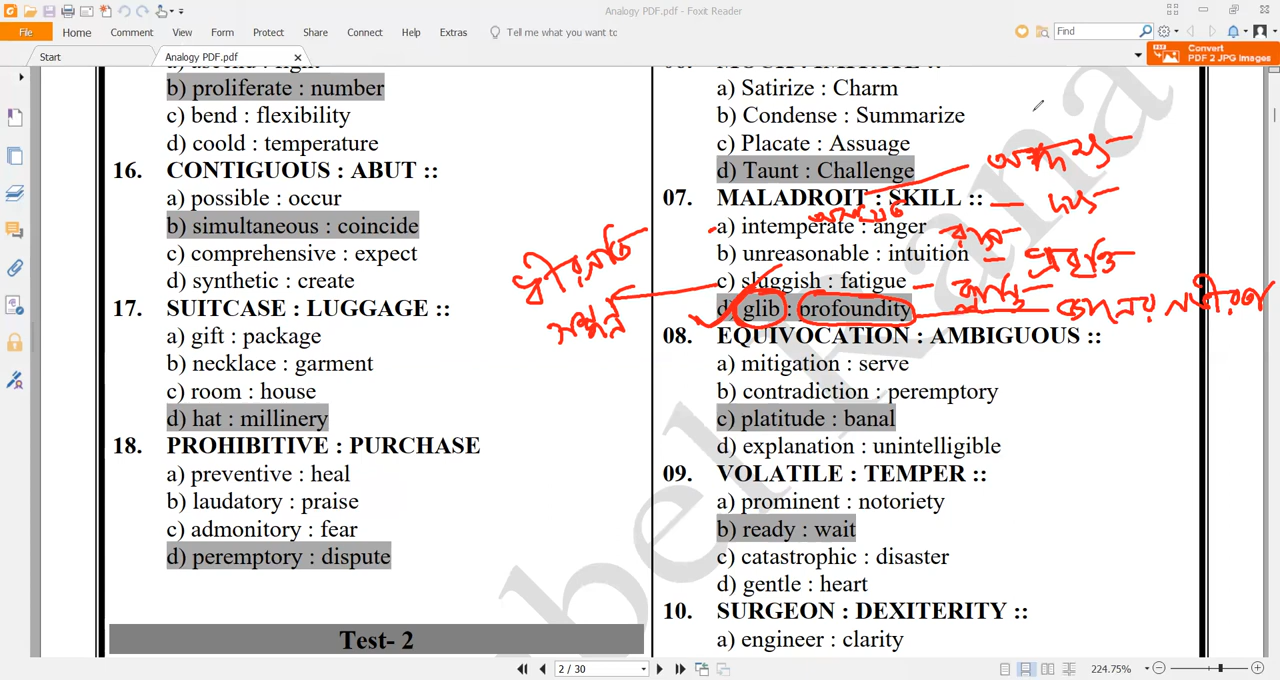 Analogy PDF.pdf - Foxit Reader
File Home Comment View Form Protect Share Connect Help Extras Tell me what you want tc Find
Convert
PDF 2 JPG Images
Start Analogy PDF.pdf
b) proliferate : number
c) bend : flexibility
d) coold : temperature
16. CONTIGUOUS : ABUT ::
a) possible : occur
b) simultaneous : coincide
c) comprehensive : expect
d) synthetic : create
17. SUITCASE : LUGGAGE ::
a) gift : package
b) necklace : garment
c) room : house
d) hat : millinery
18. PROHIBITIVE : PURCHASE
a) preventive : heal
b) laudatory : praise
c) admonitory : fear
d) peremptory : dispute
Test- 2
a) Satirize : Charm
b) Condense : Summarize
c) Placate : Assuage
d) Taunt : Challenge
07. MALADROIT : SKILL ::
a) intemperate : anger
b) unreasonable : intuition
c) sluggish : fatigue
d) glib : profoundity
08. EQUIVOCATION : AMBIGUOUS ::
a) mitigation : serve
b) contradiction : peremptory
c) platitude : banal
d) explanation : unintelligible
09. VOLATILE : TEMPER ::
a) prominent : notoriety
b) ready : wait
c) catastrophic : disaster
d) gentle : heart
10. SURGEON : DEXITERITY ::
a) engineer : clarity
2 / 30
224.75%